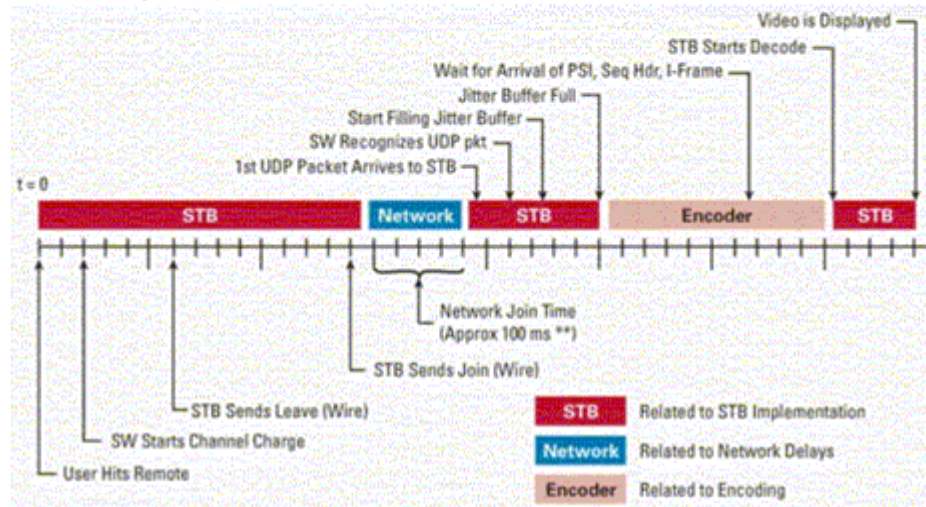 Video is Displayed
STB Starts Decode
Wait for Arrival of PSI, Seq Hdr, I-Frame
Jitter Buffer Full
Start Filling Jitter Buffer
SW Recognizes UDP pkt
1st UDP Packet Arrives to STB
t = 0
STB
Network
STB
Encoder
STB
Network Join Time
(Approx 100 ms **)
STB Sends Join (Wire)
STB Sends Leave (Wire)
SW Starts Channel Charge
User Hits Remote
STB Related to STB Implementation
Network Related to Network Delays
Encoder Related to Encoding